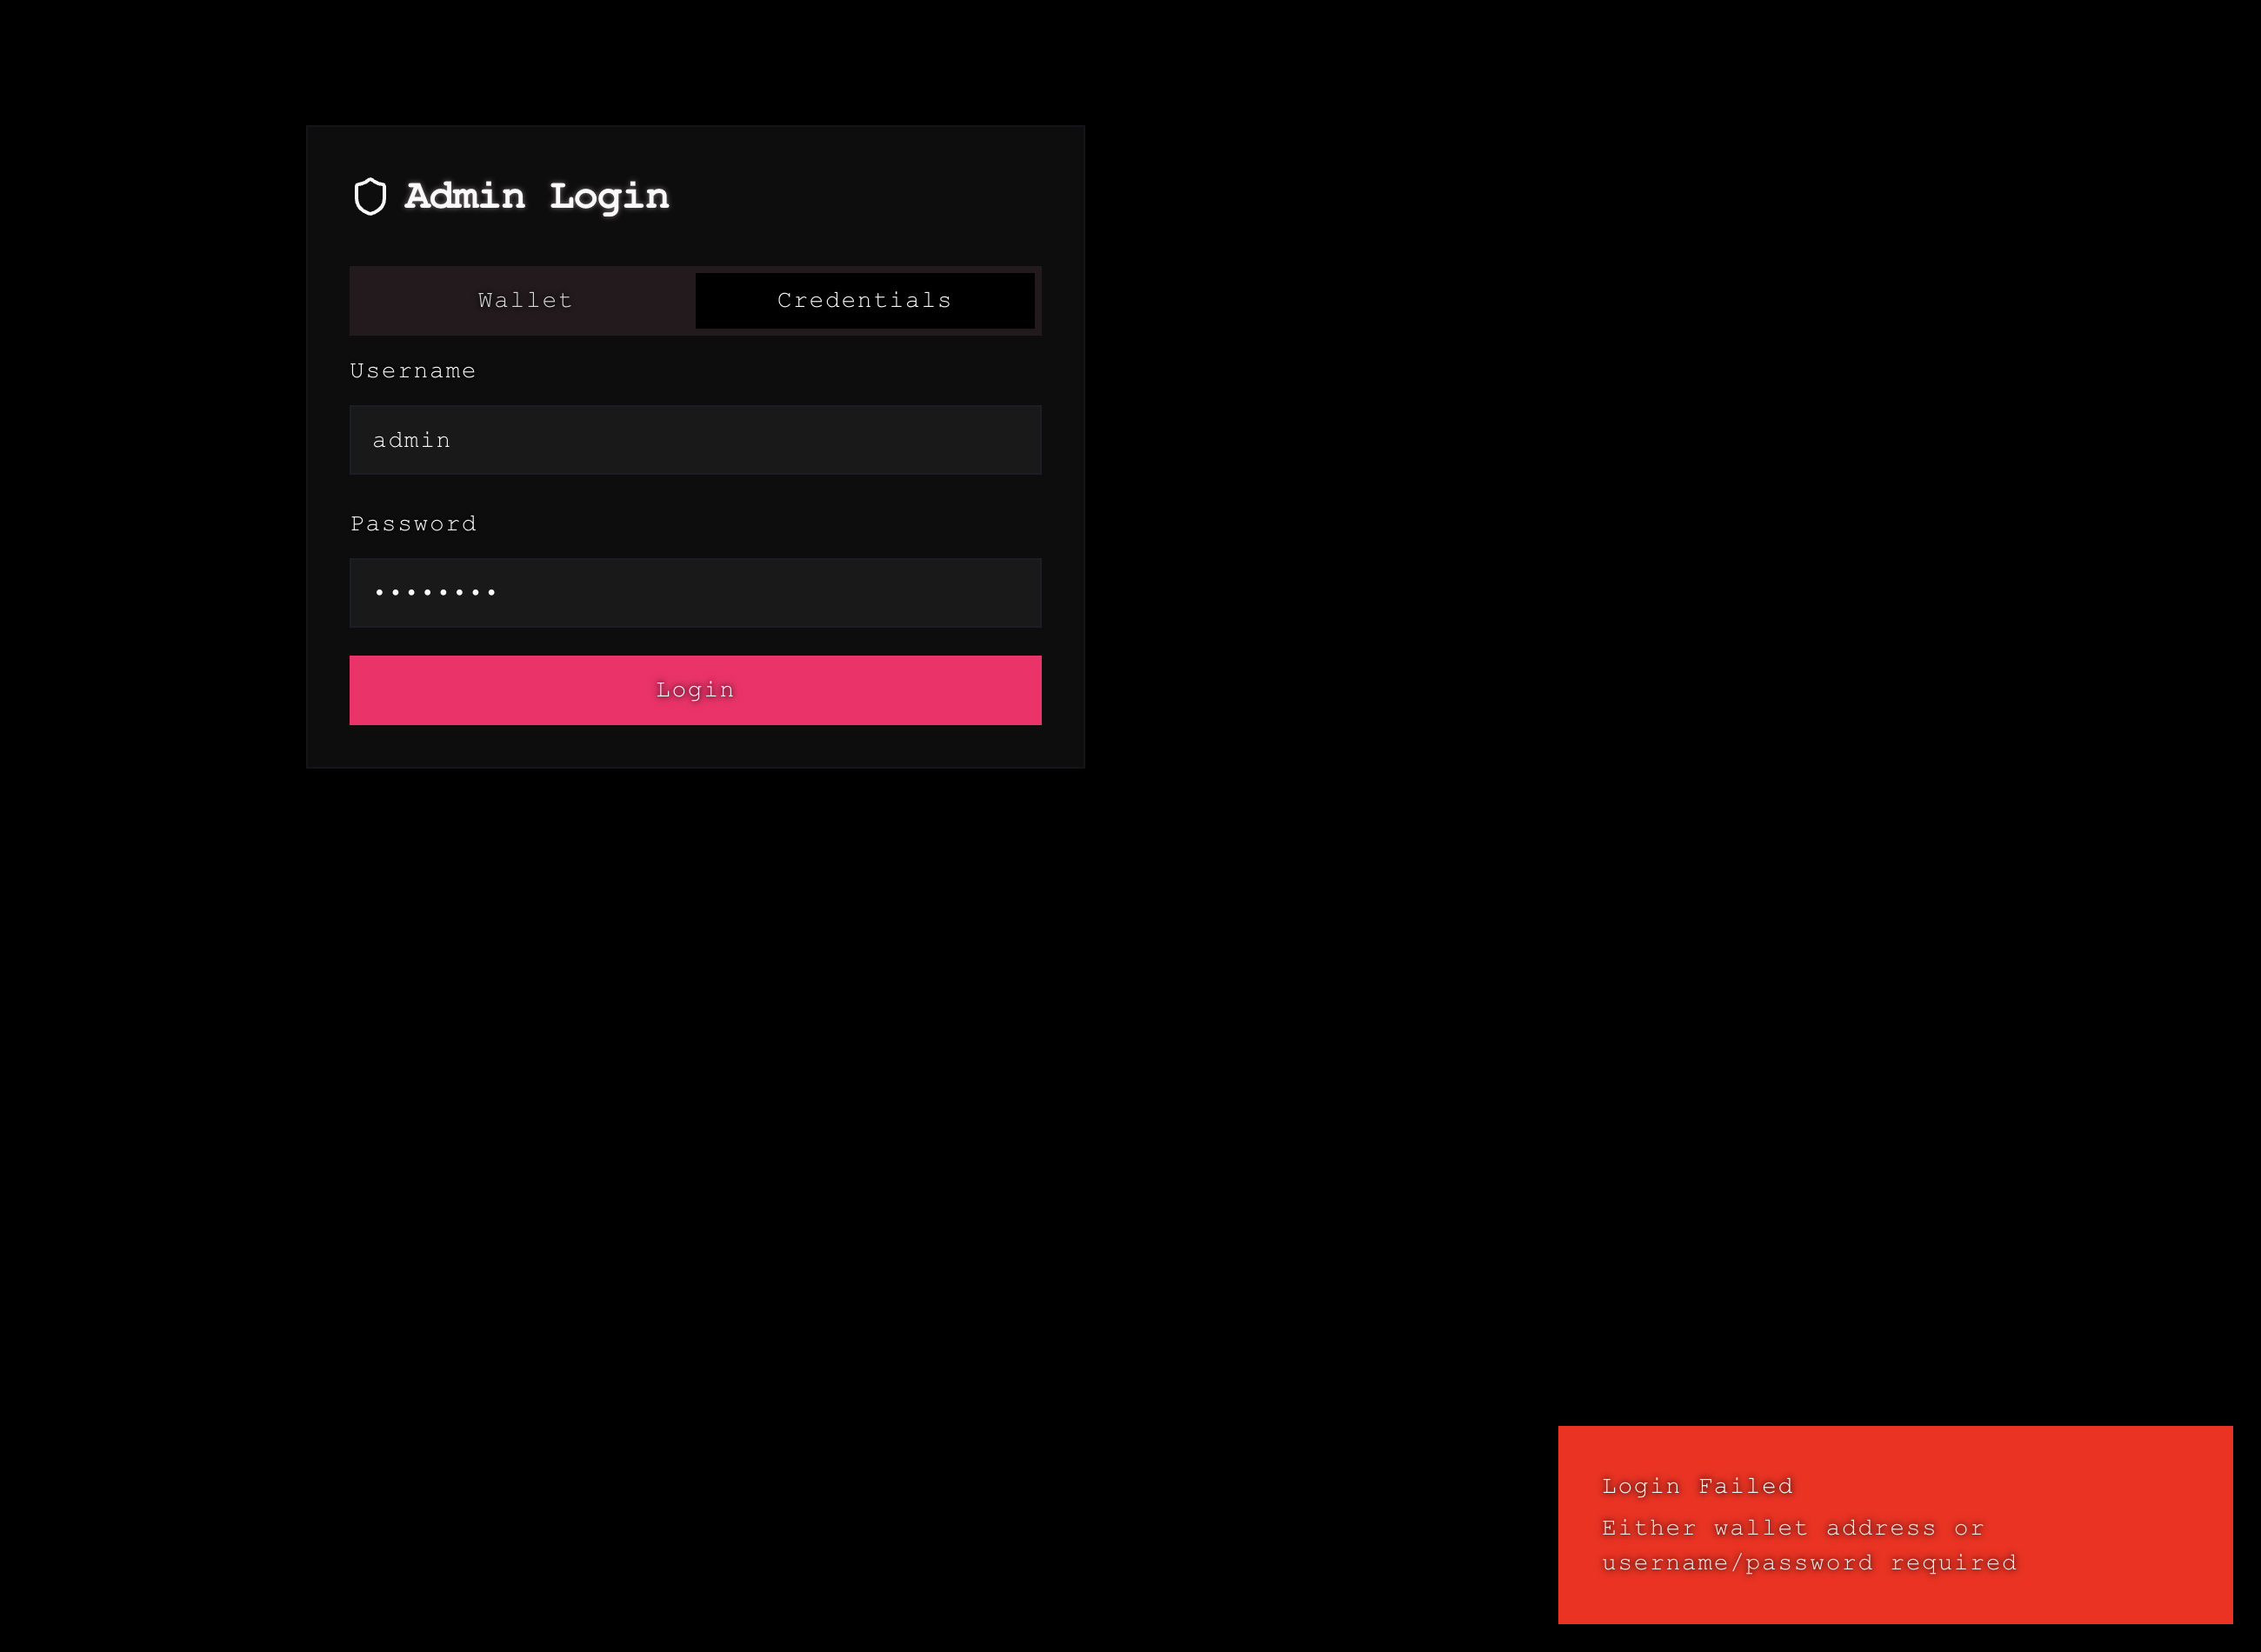 Admin Login
Wallet
Credentials
Username
admin
Password
••••••••
Login
Login Failed
Either wallet address or
username/password required